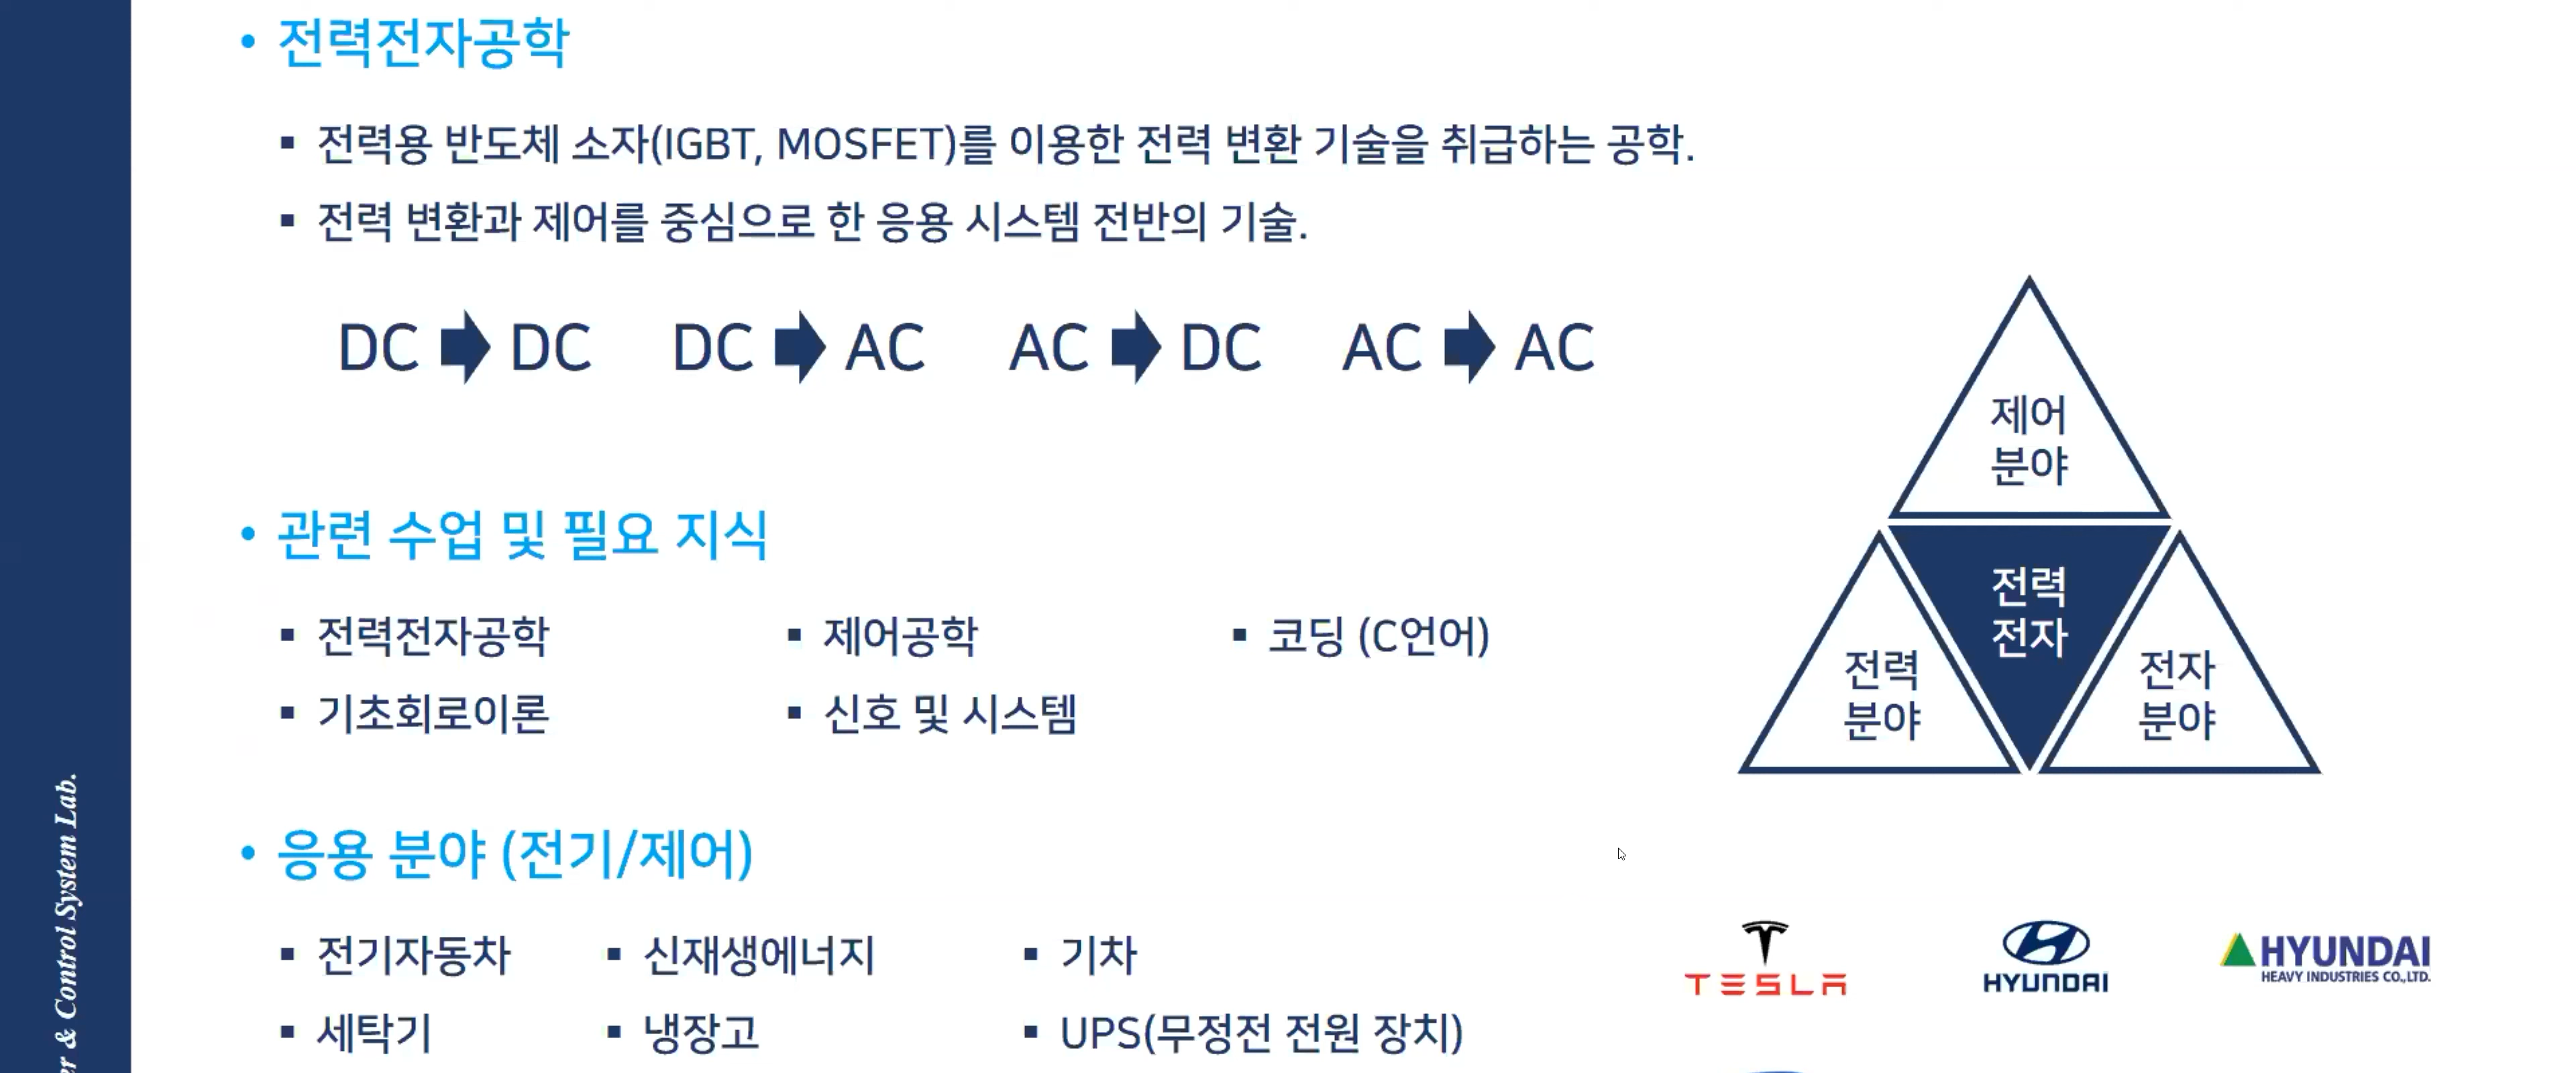 • 전력전자공학
▪ 전력용 반도체 소자(IGBT, MOSFET)를 이용한 전력 변환 기술을 취급하는 공학.
▪ 전력 변환과 제어를 중심으로 한 응용 시스템 전반의 기술.
DC ➡ DC DC ➡ AC AC ➡ DC AC ➡ AC
제어
분야
전력
전자
전력
분야
전자
분야
• 관련 수업 및 필요 지식
▪ 전력전자공학 ▪ 제어공학 ▪ 코딩 (C언어)
▪ 기초회로이론 ▪ 신호 및 시스템
• 응용 분야 (전기/제어)
▪ 전기자동차 ▪ 신재생에너지 ▪ 기차
▪ 세탁기 ▪ 냉장고 ▪ UPS(무정전 전원 장치)
TESLA
HYUNDAI
HYUNDAI
HEAVY INDUSTRIES CO.,LTD.
& Control System Lab.